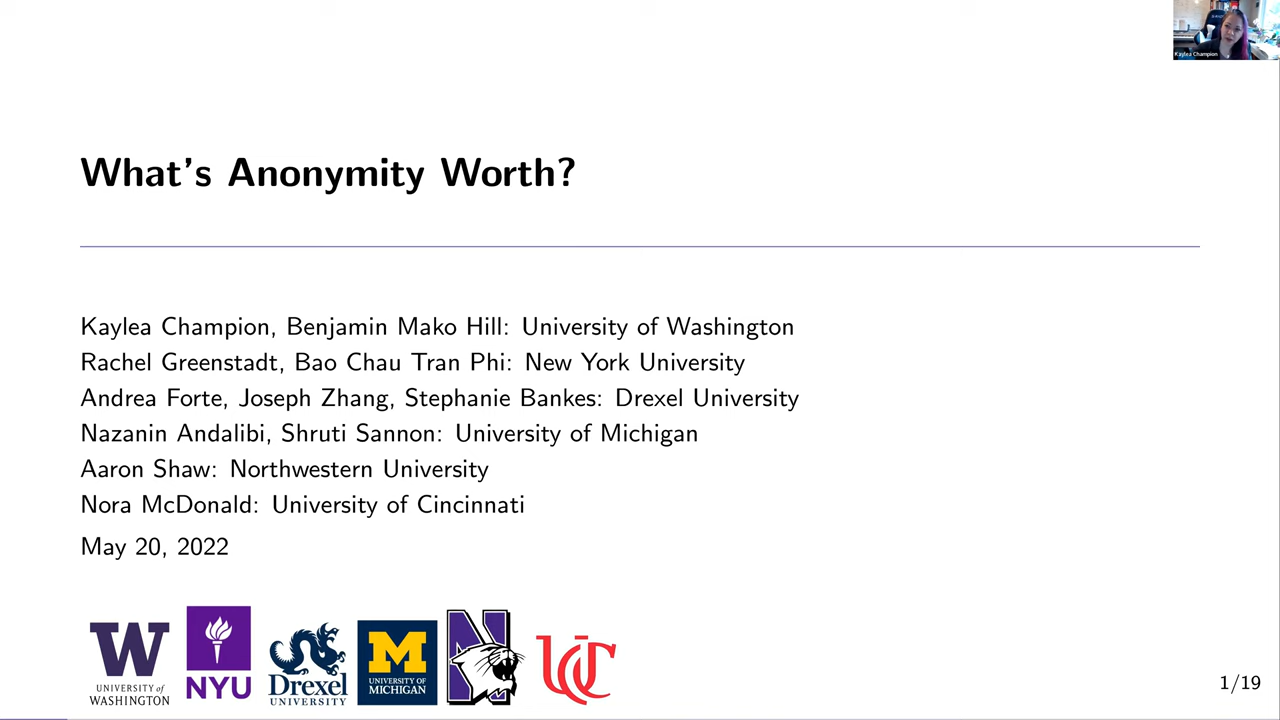 Kaylea Champion
What's Anonymity Worth?
Kaylea Champion, Benjamin Mako Hill: University of Washington
Rachel Greenstadt, Bao Chau Tran Phi: New York University
Andrea Forte, Joseph Zhang, Stephanie Bankes: Drexel University
Nazanin Andalibi, Shruti Sannon: University of Michigan
Aaron Shaw: Northwestern University
Nora McDonald: University of Cincinnati
May 20, 2022
W
UNIVERSITY of
WASHINGTON
NYU
Drexel
UNIVERSITY
M
UNIVERSITY OF
MICHIGAN
N
UC
1/19